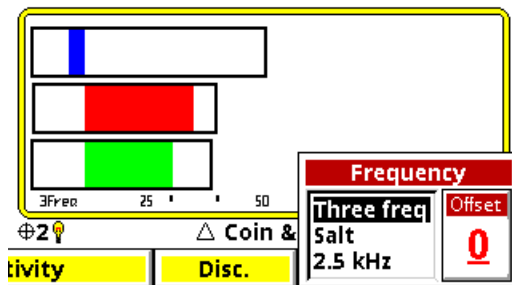 3Freq 25 50
Frequency
Three freq
Salt
2.5 kHz
Offset
0
2 Coin &
tivity Disc.